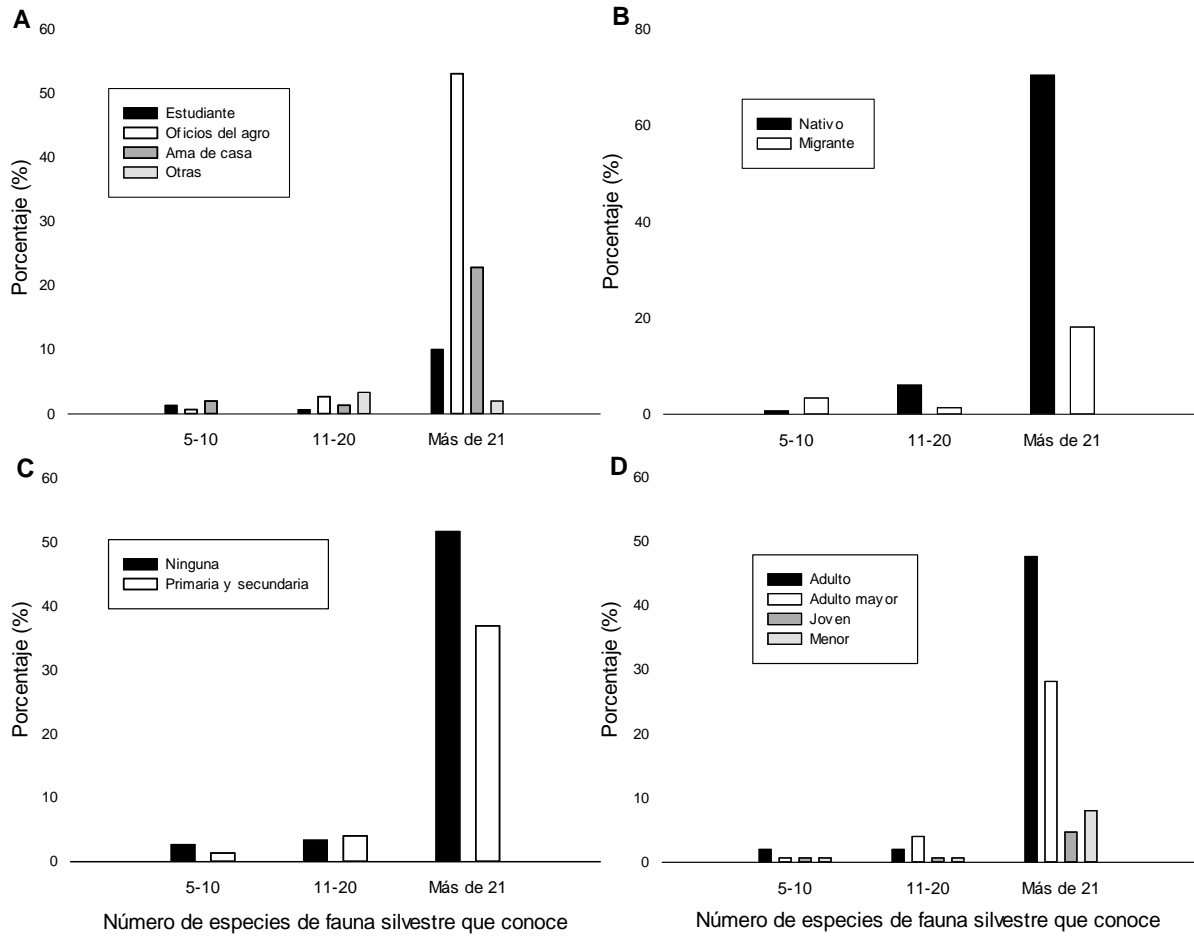 A
60
50
40
30
20
10
0
Porcentaje (%)
Estudiante
Oficios del agro
Ama de casa
Otras
5-10 11-20 Más de 21
B
80
60
40
20
0
Porcentaje (%)
Nativo
Migrante
5-10 11-20 Más de 21
C
60
50
40
30
20
10
0
Porcentaje (%)
Ninguna
Primaria y secundaria
5-10 11-20 Más de 21
Número de especies de fauna silvestre que conoce
D
60
50
40
30
20
10
0
Porcentaje (%)
Adulto
Adulto mayor
Joven
Menor
5-10 11-20 Más de 21
Número de especies de fauna silvestre que conoce